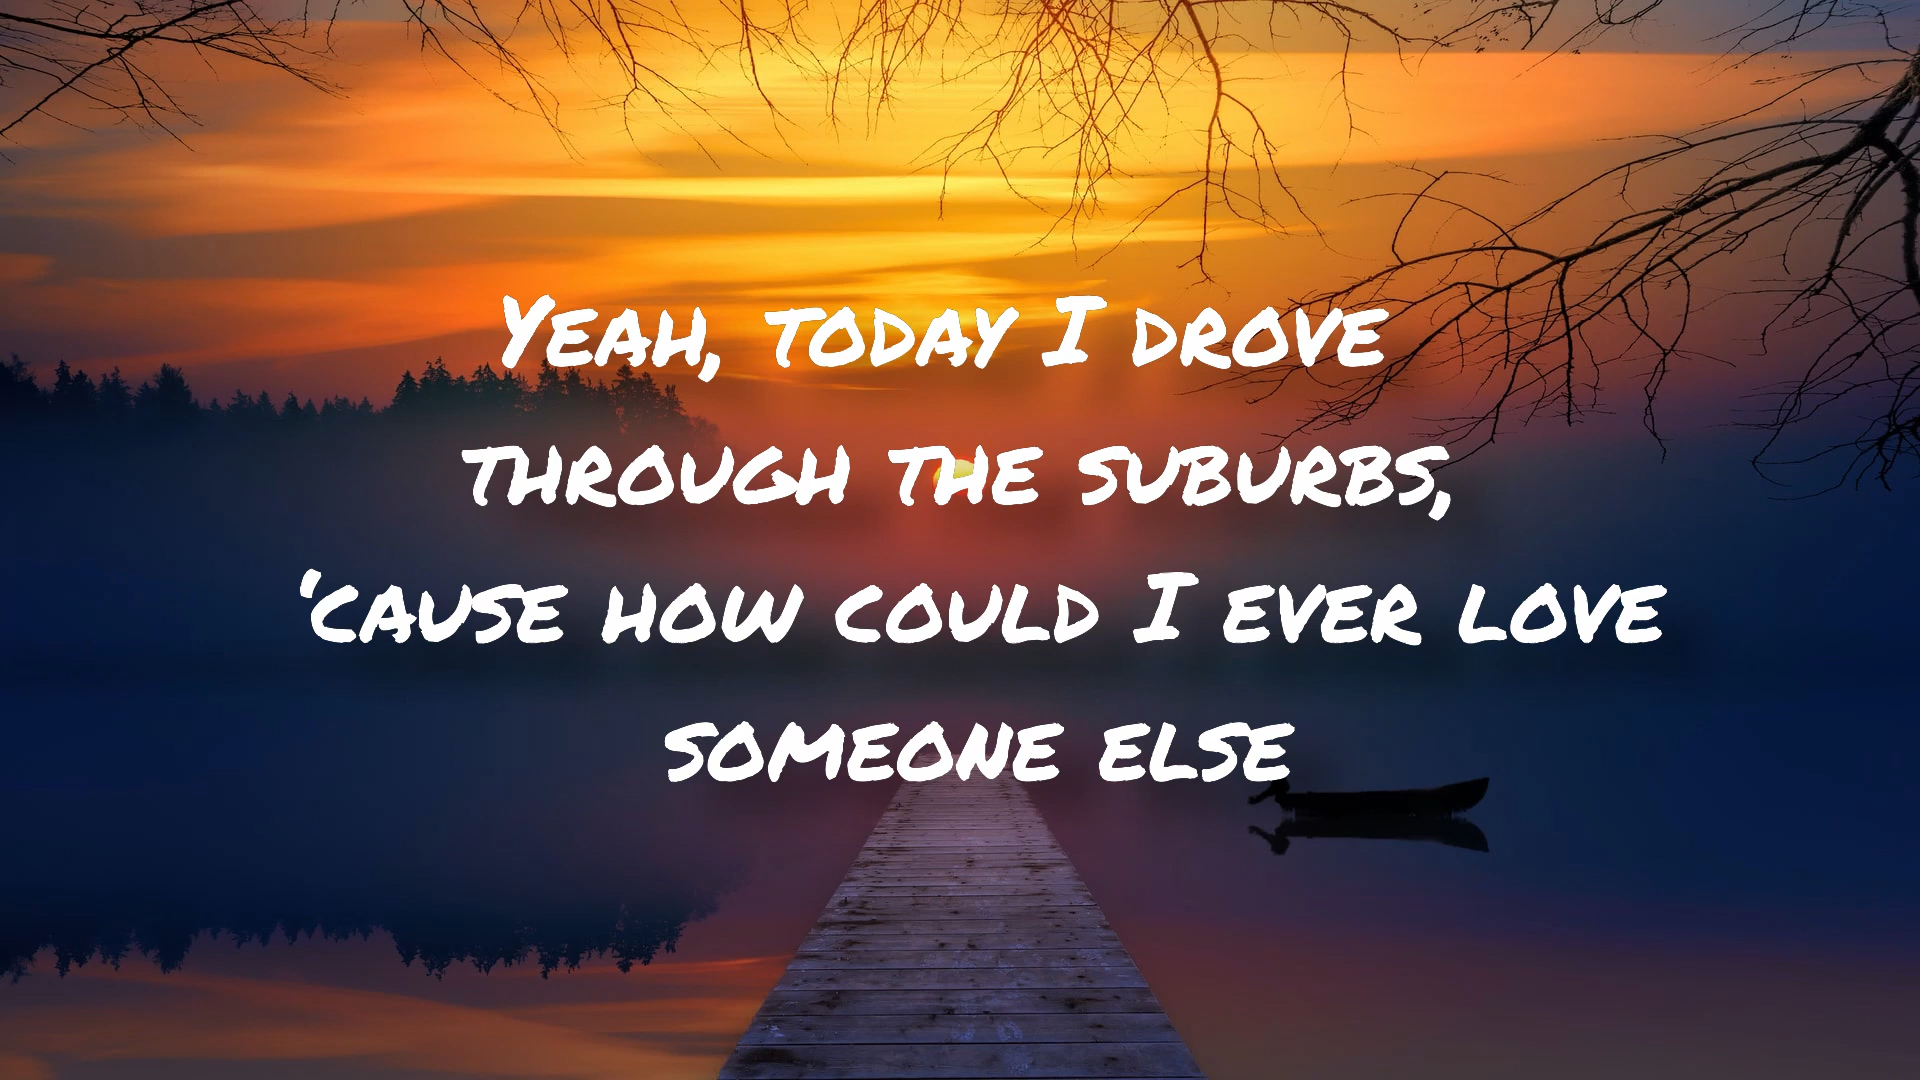 Yeah, today I drove
through the suburbs,
‘cause how could I ever love
someone else